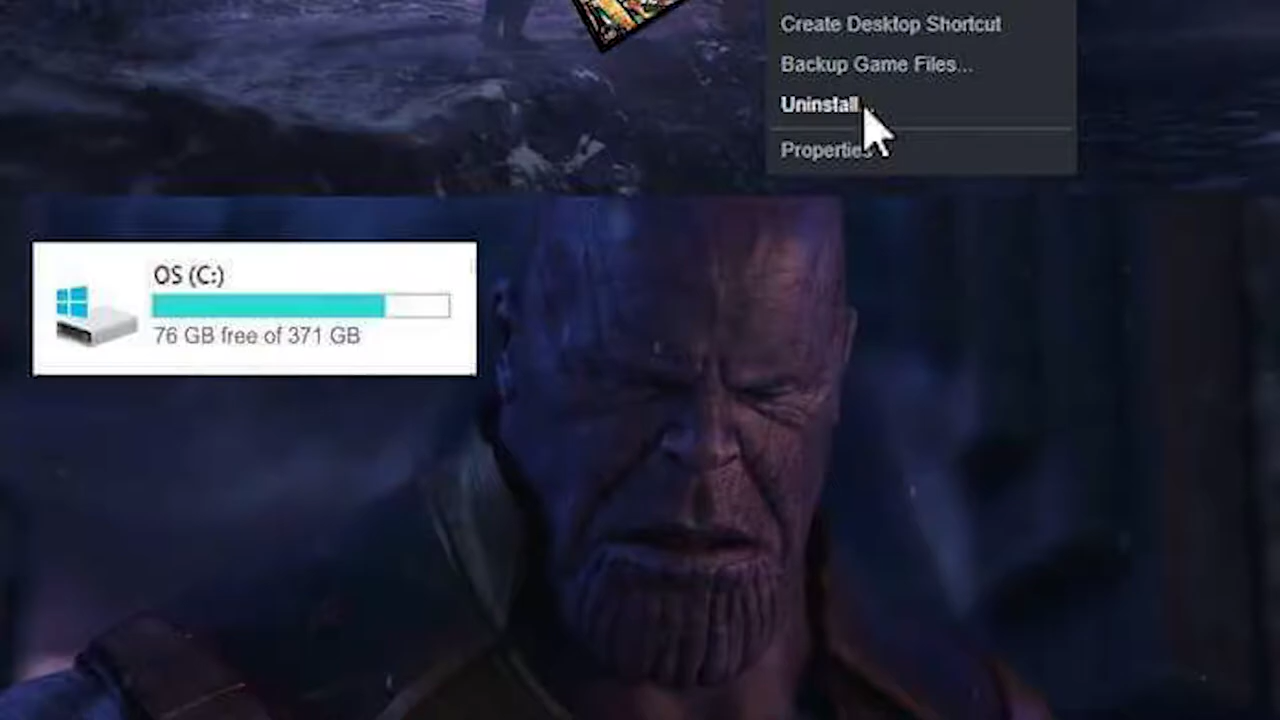 Create Desktop Shortcut
Backup Game Files...
Uninstall...
Properties
OS (C:)
76 GB free of 371 GB